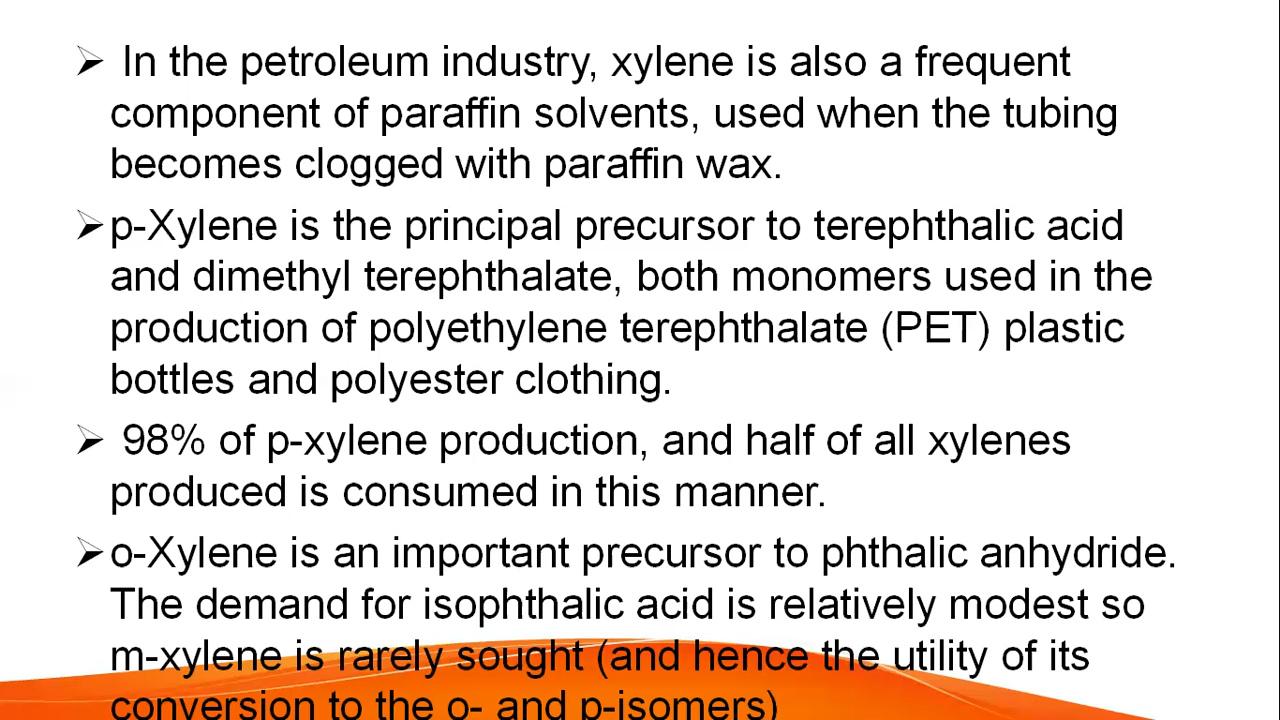 ➢ In the petroleum industry, xylene is also a frequent
component of paraffin solvents, used when the tubing
becomes clogged with paraffin wax.
➢p-Xylene is the principal precursor to terephthalic acid
and dimethyl terephthalate, both monomers used in the
production of polyethylene terephthalate (PET) plastic
bottles and polyester clothing.
➢ 98% of p-xylene production, and half of all xylenes
produced is consumed in this manner.
➢o-Xylene is an important precursor to phthalic anhydride.
The demand for isophthalic acid is relatively modest so
m-xylene is rarely sought (and hence the utility of its
conversion to the o- and p-isomers)